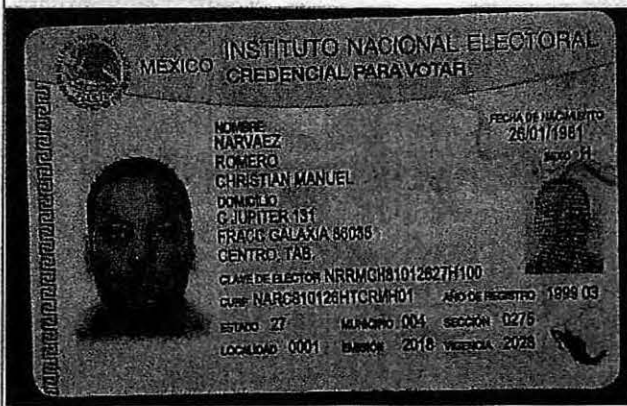 MÉXICO INSTITUTO NACIONAL ELECTORAL
CREDENCIAL PARA VOTAR
NOMBRE
NARVAEZ
ROMERO
CHRISTIAN MANUEL
FECHA DE NACIMIENTO
26/01/1981
SEXO H
DOMICILIO
C JUPITER 131
FRACC GALAXIA 86035
CENTRO, TAB.
CLAVE DE ELECTOR NRRMCH81012627H100
CURP NARC810126HTCRMH01 AÑO DE REGISTRO 1999 03
ESTADO 27 MUNICIPIO 004 SECCIÓN 0275
LOCALIDAD 0001 EMISIÓN 2018 VIGENCIA 2028